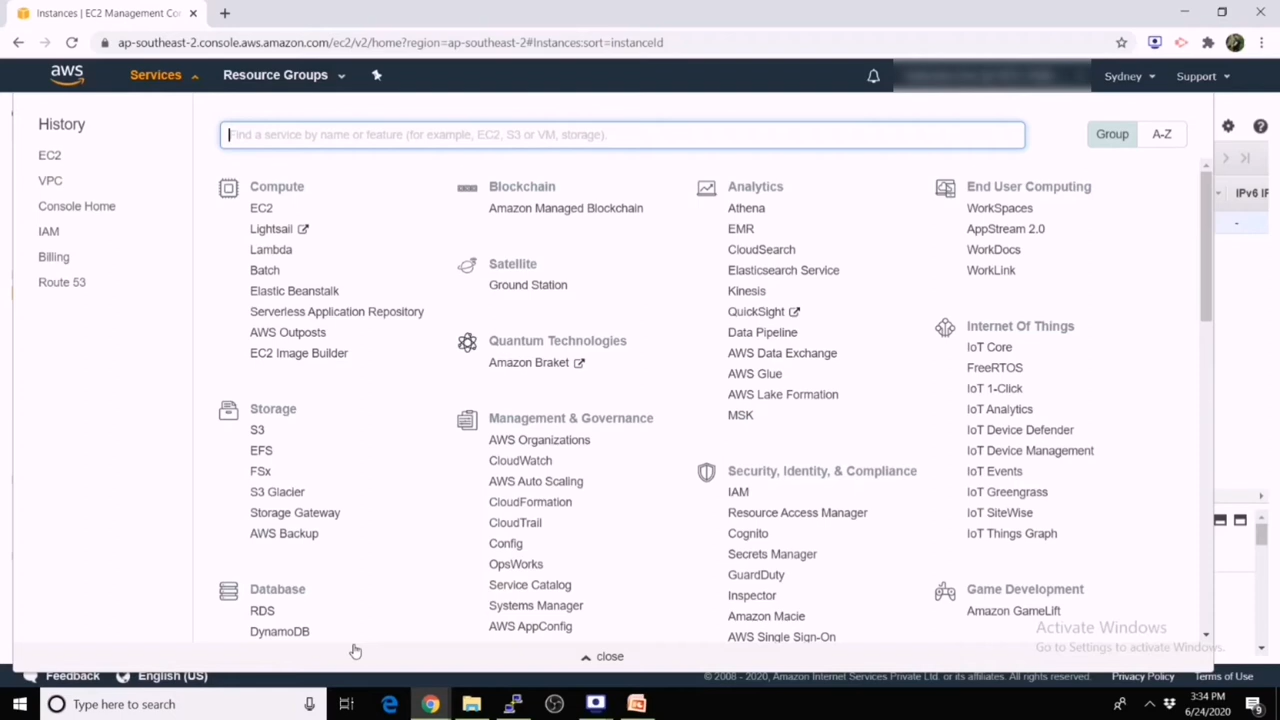 Instances | EC2 Management Co
ap-southeast-2.console.aws.amazon.com/ec2/v2/home?region=ap-southeast-2#Instances:sort=instanceId
aws
Services
Resource Groups
Sydney
Support
History
EC2
VPC
Console Home
IAM
Billing
Route 53
Find a service by name or feature (for example, EC2, S3 or VM, storage).
Group
A-Z
Compute
EC2
Lightsail
Lambda
Batch
Elastic Beanstalk
Serverless Application Repository
AWS Outposts
EC2 Image Builder
Storage
S3
EFS
FSx
S3 Glacier
Storage Gateway
AWS Backup
Database
RDS
DynamoDB
Blockchain
Amazon Managed Blockchain
Satellite
Ground Station
Quantum Technologies
Amazon Braket
Management & Governance
AWS Organizations
CloudWatch
AWS Auto Scaling
CloudFormation
CloudTrail
Config
OpsWorks
Service Catalog
Systems Manager
AWS AppConfig
Analytics
Athena
EMR
CloudSearch
Elasticsearch Service
Kinesis
QuickSight
Data Pipeline
AWS Data Exchange
AWS Glue
AWS Lake Formation
MSK
Security, Identity, & Compliance
IAM
Resource Access Manager
Cognito
Secrets Manager
GuardDuty
Inspector
Amazon Macie
AWS Single Sign-On
End User Computing
WorkSpaces
AppStream 2.0
WorkDocs
WorkLink
Internet Of Things
IoT Core
FreeRTOS
IoT 1-Click
IoT Analytics
IoT Device Defender
IoT Device Management
IoT Events
IoT Greengrass
IoT SiteWise
IoT Things Graph
Game Development
Amazon GameLift
IPv6 IP
-
Activate Windows
Go to Settings to activate Windows.
close
Feedback
English (US)
© 2008 - 2020, Amazon Internet Services Private Ltd. or its affiliates. All rights reserved.
Privacy Policy
Terms of Use
Type here to search
3:34 PM
6/24/2020
9